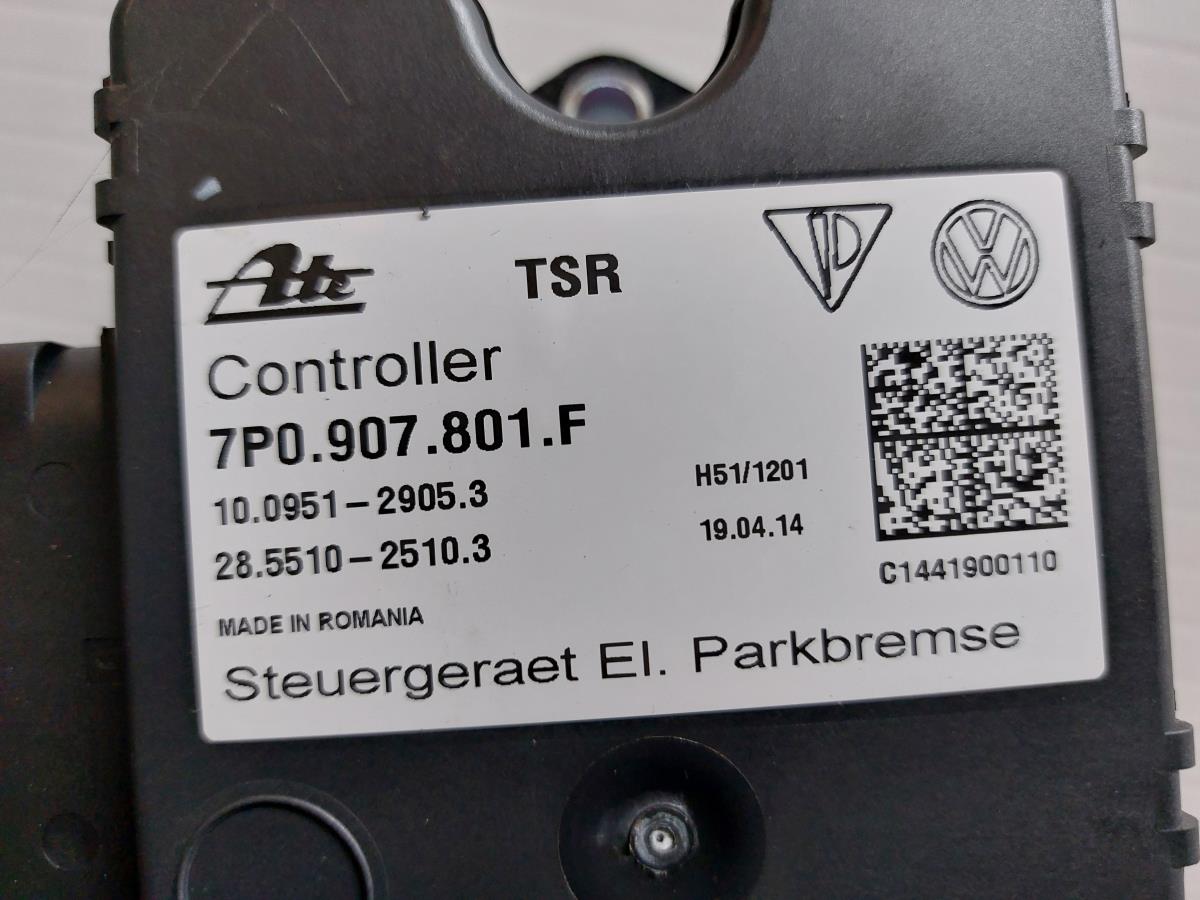 Ate TSR
Controller
7P0.907.801.F
10.0951-2905.3 H51/1201
28.5510-2510.3 19.04.14
C1441900110
MADE IN ROMANIA
Steuergeraet El. Parkbremse